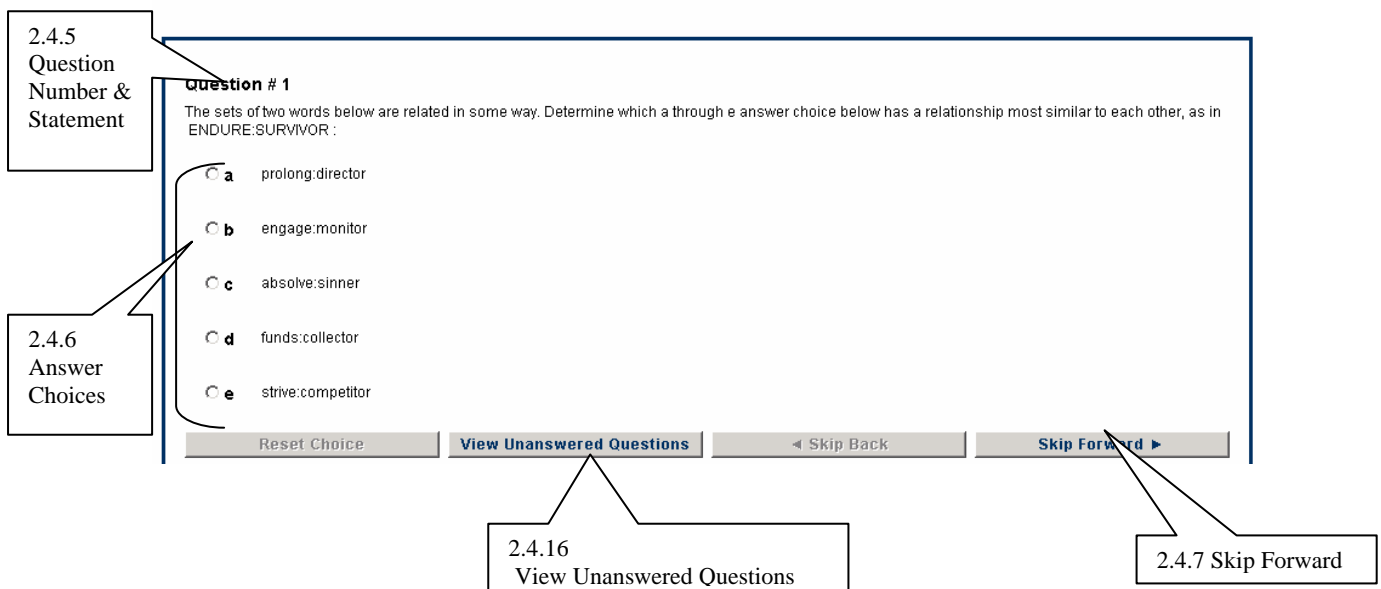 2.4.5
Question
Number &
Statement
Question # 1
The sets of two words below are related in some way. Determine which a through e answer choice below has a relationship most similar to each other, as in
ENDURE:SURVIVOR :
a prolong:director
b engage:monitor
c absolve:sinner
d funds:collector
e strive:competitor
2.4.6
Answer
Choices
Reset Choice View Unanswered Questions ◄ Skip Back Skip Forward ►
2.4.16
View Unanswered Questions
2.4.7 Skip Forward